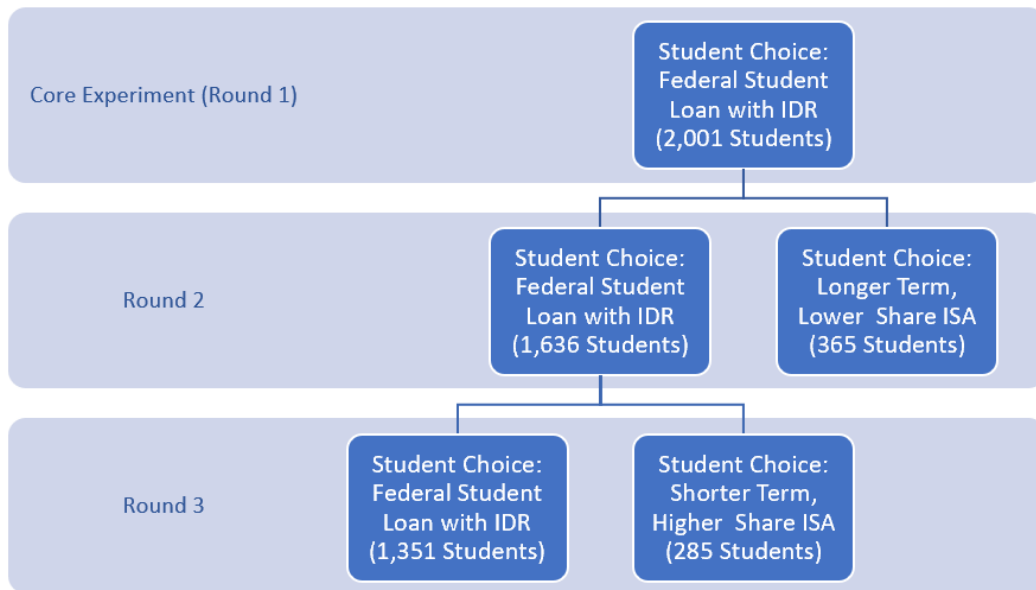 Core Experiment (Round 1)
Student Choice:
Federal Student
Loan with IDR
(2,001 Students)
Round 2
Student Choice:
Federal Student
Loan with IDR
(1,636 Students)
Student Choice:
Longer Term,
Lower Share ISA
(365 Students)
Round 3
Student Choice:
Federal Student
Loan with IDR
(1,351 Students)
Student Choice:
Shorter Term,
Higher Share ISA
(285 Students)